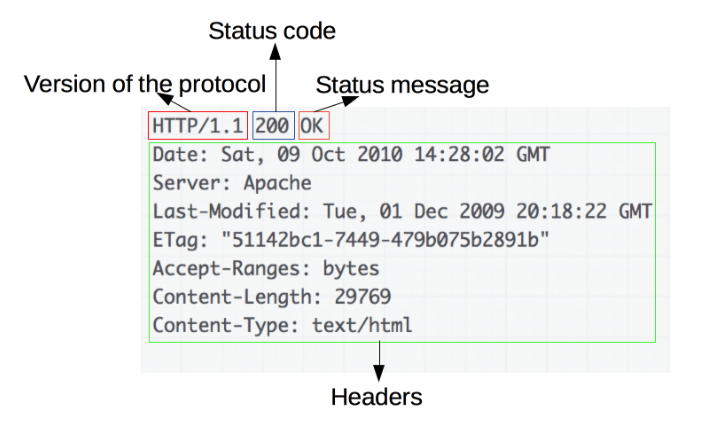 Status code
Version of the protocol
Status message
HTTP/1.1 200 OK
Date: Sat, 09 Oct 2010 14:28:02 GMT
Server: Apache
Last-Modified: Tue, 01 Dec 2009 20:18:22 GMT
ETag: "51142bc1-7449-479b075b2891b"
Accept-Ranges: bytes
Content-Length: 29769
Content-Type: text/html
Headers